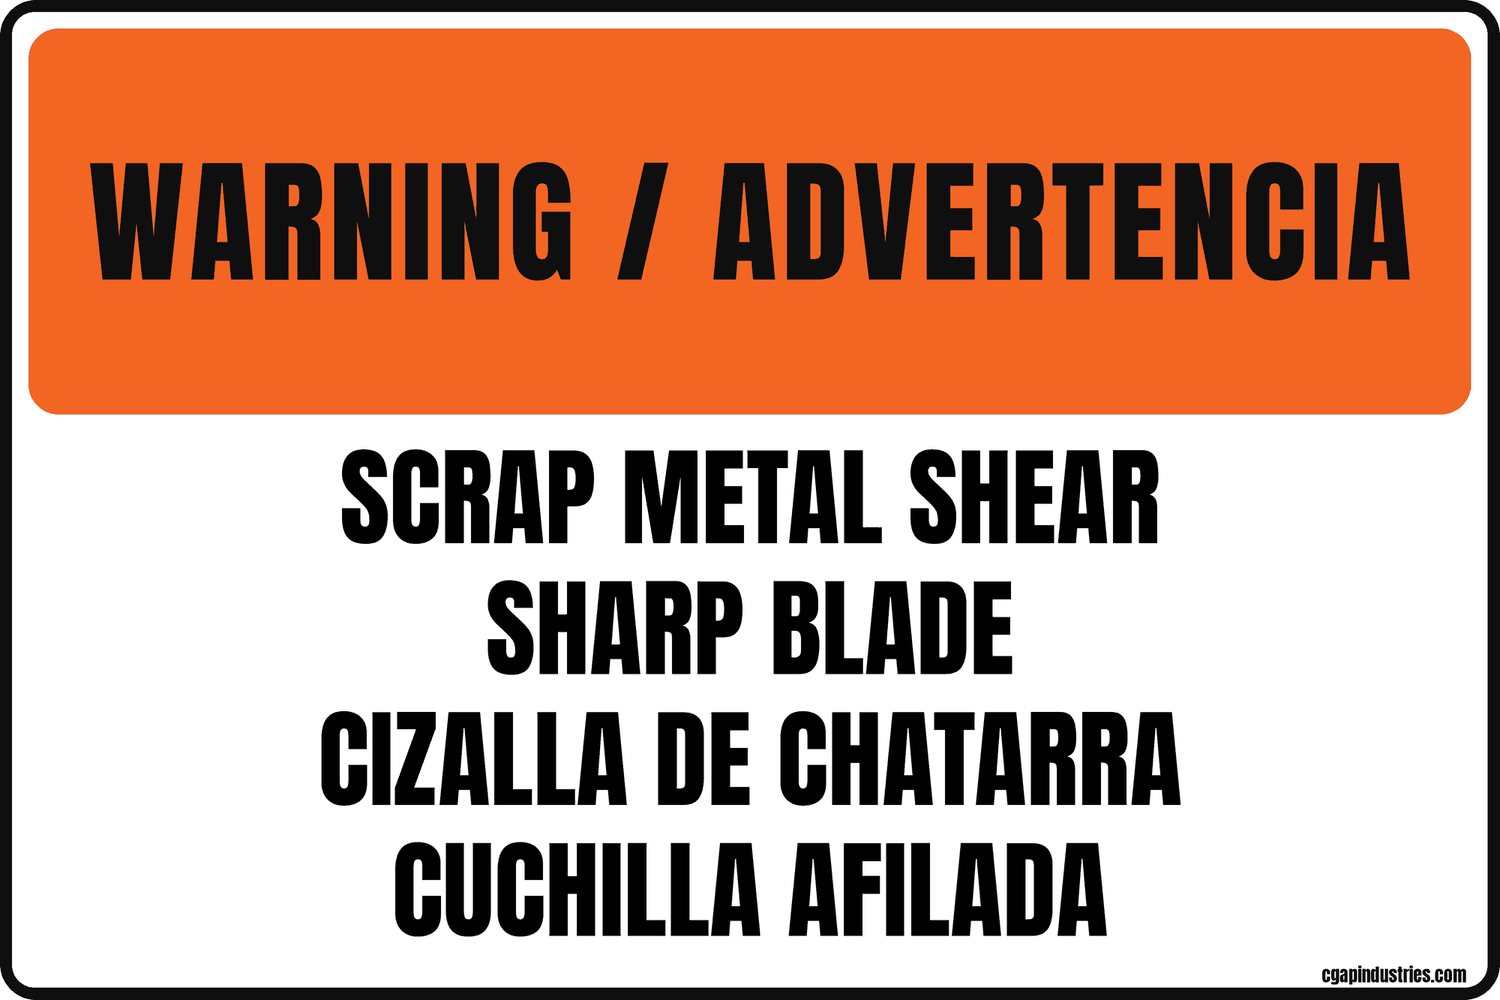 WARNING / ADVERTENCIA
SCRAP METAL SHEAR
SHARP BLADE
CIZALLA DE CHATARRA
CUCHILLA AFILADA
cgapindustries.com